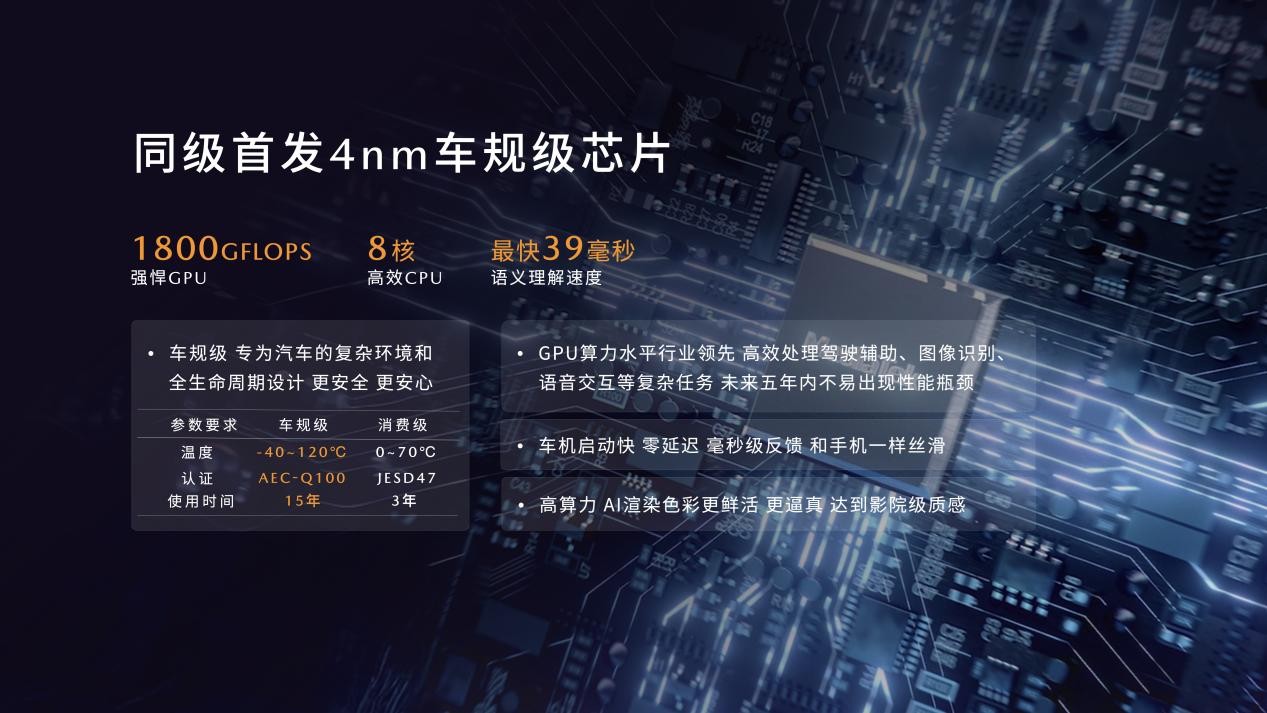 同级首发4nm车规级芯片
1800GFLOPS
强悍GPU
8核
高效CPU
最快39毫秒
语义理解速度
• 车规级 专为汽车的复杂环境和
全生命周期设计 更安全 更安心
参数要求 车规级 消费级
温度 -40~120℃ 0~70℃
认证 AEC-Q100 JESD47
使用时间 15年 3年
• GPU算力水平行业领先 高效处理驾驶辅助、图像识别、
语音交互等复杂任务 未来五年内不易出现性能瓶颈
• 车机启动快 零延迟 毫秒级反馈 和手机一样丝滑
• 高算力 AI渲染色彩更鲜活 更逼真 达到影院级质感
H1
C18
17
R24